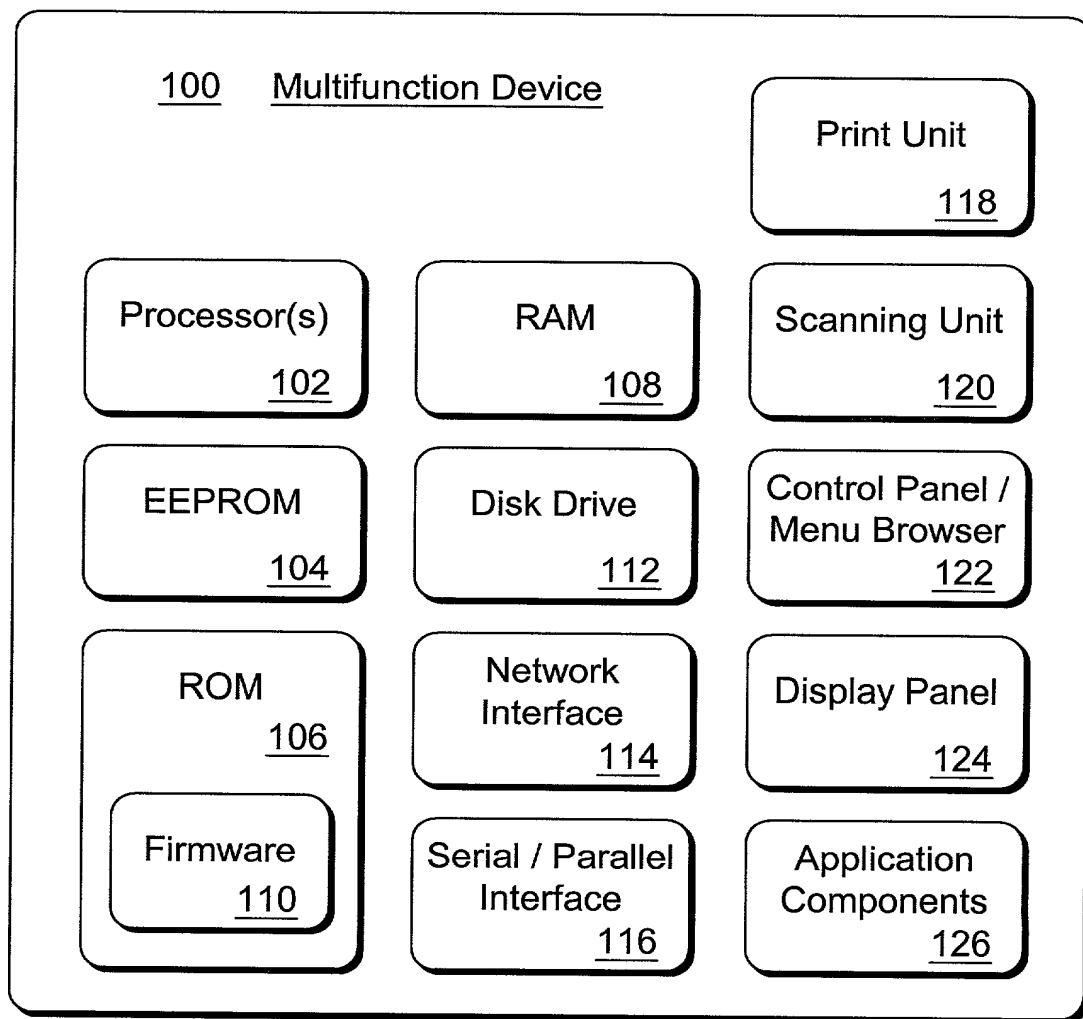 100 Multifunction Device
Print Unit
118
Processor(s)
102
RAM
108
Scanning Unit
120
EEPROM
104
Disk Drive
112
Control Panel /
Menu Browser
122
ROM
106
Firmware
110
Network
Interface
114
Display Panel
124
Serial / Parallel
Interface
116
Application
Components
126